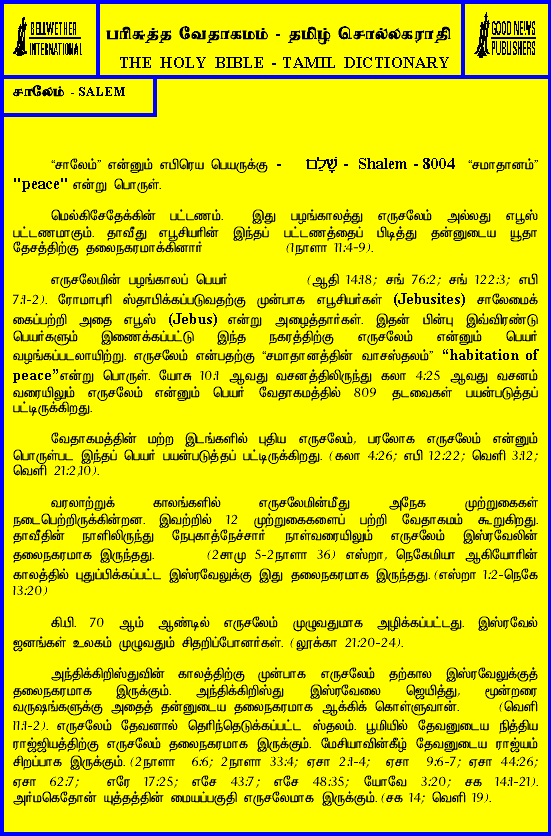 BELLWETHER
INTERNATIONAL
பரிசுத்த வேதாகமம் - தமிழ் சொல்லகராதி
THE HOLY BIBLE - TAMIL DICTIONARY
GOOD NEWS
PUBLISHERS
சாலேம் - SALEM
“சாலேம்” என்னும் எபிரெய பெயருக்கு - שָׁלֵם - Shalem - 8004 “சமாதானம்”
"peace" என்று பொருள்.
மெல்கிசேதேக்கின் பட்டணம். இது பழங்காலத்து எருசலேம் அல்லது எபூஸ்
பட்டணமாகும். தாவீது எபூசியரின் இந்தப் பட்டணத்தைப் பிடித்து தன்னுடைய யூதா
தேசத்திற்கு தலைநகரமாக்கினார் (1நாளா 11:4-9).
எருசலேமின் பழங்காலப் பெயர் (ஆதி 14:18; சங் 76:2; சங் 122:3; எபி
7:1-2). ரோமாபுரி ஸ்தாபிக்கப்படுவதற்கு முன்பாக எபூசியர்கள் (Jebusites) சாலேமைக்
கைப்பற்றி அதை எபூஸ் (Jebus) என்று அழைத்தார்கள். இதன் பின்பு இவ்விரண்டு
பெயர்களும் இணைக்கப்பட்டு இந்த நகரத்திற்கு எருசலேம் என்னும் பெயர்
வழங்கப்படலாயிற்று. எருசலேம் என்பதற்கு “சமாதானத்தின் வாசஸ்தலம்” “habitation of
peace”என்று பொருள். யோசு 10:1 ஆவது வசனத்திலிருந்து கலா 4:25 ஆவது வசனம்
வரையிலும் எருசலேம் என்னும் பெயர் வேதாகமத்தில் 809 தடவைகள் பயன்படுத்தப்
பட்டிருக்கிறது.
வேதாகமத்தின் மற்ற இடங்களில் புதிய எருசலேம், பரலோக எருசலேம் என்னும்
பொருள்பட இந்தப் பெயர் பயன்படுத்தப் பட்டிருக்கிறது. (கலா 4:26; எபி 12:22; வெளி 3:12;
வெளி 21:2,10).
வரலாற்றுக் காலங்களில் எருசலேமின்மீது அநேக முற்றுகைகள்
நடைபெற்றிருக்கின்றன. இவற்றில் 12 முற்றுகைகளைப் பற்றி வேதாகமம் கூறுகிறது.
தாவீதின் நாளிலிருந்து நேபுகாத்நேச்சார் நாள்வரையிலும் எருசலேம் இஸ்ரவேலின்
தலைநகரமாக இருந்தது. (2சாமு 5-2நாளா 36) எஸ்றா, நெகேமியா ஆகியோரின்
காலத்தில் புதுப்பிக்கப்பட்ட இஸ்ரவேலுக்கு இது தலைநகரமாக இருந்தது. (எஸ்றா 1:2-நெகே
13:20)
கி.பி. 70 ஆம் ஆண்டில் எருசலேம் முழுவதுமாக அழிக்கப்பட்டது. இஸ்ரவேல்
ஜனங்கள் உலகம் முழுவதும் சிதறிப்போனர்கள். (லூக்கா 21:20-24).
அந்திக்கிறிஸ்துவின் காலத்திற்கு முன்பாக எருசலேம் தற்கால இஸ்ரவேலுக்குத்
தலைநகரமாக இருக்கும். அந்திக்கிறிஸ்து இஸ்ரவேலை ஜெயித்து, மூன்றரை
வருஷங்களுக்கு அதைத் தன்னுடைய தலைநகரமாக ஆக்கிக் கொள்ளுவான். (வெளி
11:1-2). எருசலேம் தேவனால் தெரிந்தெடுக்கப்பட்ட ஸ்தலம். பூமியில் தேவனுடைய நித்திய
ராஜ்ஜியத்திற்கு எருசலேம் தலைநகரமாக இருக்கும். மேசியாவின்கீழ் தேவனுடைய ராஜ்யம்
சிறப்பாக இருக்கும். (2நாளா 6:6; 2நாளா 33:4; ஏசா 2:1-4; ஏசா 9:6-7; ஏசா 44:26;
ஏசா 62:7; எரே 17:25; எசே 43:7; எசே 48:35; யோவே 3:20; சக 14:1-21).
அர்மகெதோன் யுத்தத்தின் மையப்பகுதி எருசலேமாக இருக்கும். (சக 14; வெளி 19).